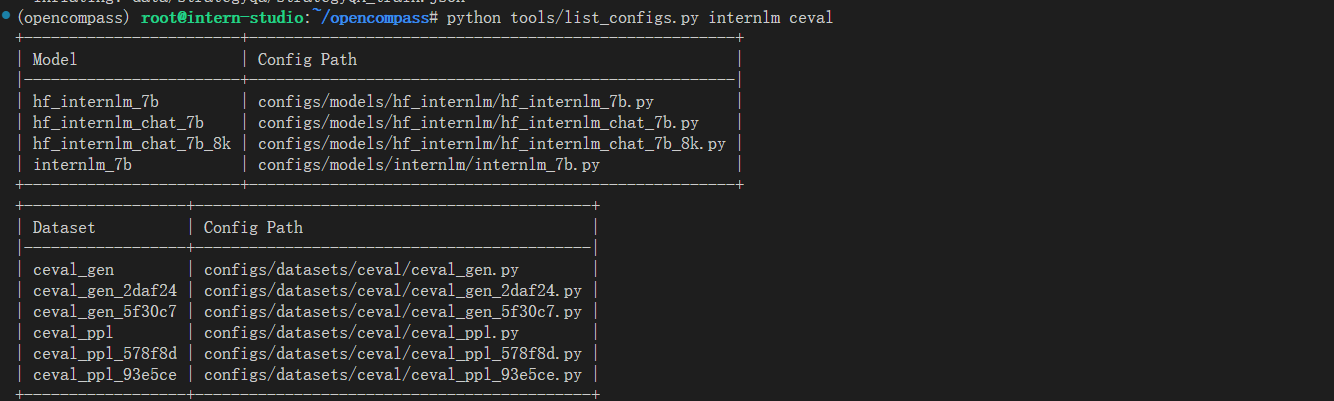 inflating: data/strategyqa/strategyQA_train.json
(opencompass) root@intern-studio:~/opencompass# python tools/list_configs.py internlm ceval
+---------------------------+-----------------------------------------------------------+
| Model | Config Path |
|---------------------------+-----------------------------------------------------------|
| hf_internlm_7b | configs/models/hf_internlm/hf_internlm_7b.py |
| hf_internlm_chat_7b | configs/models/hf_internlm/hf_internlm_chat_7b.py |
| hf_internlm_chat_7b_8k | configs/models/hf_internlm/hf_internlm_chat_7b_8k.py |
| internlm_7b | configs/models/internlm/internlm_7b.py |
+---------------------------+-----------------------------------------------------------+
+--------------------+------------------------------------------------+
| Dataset | Config Path |
|--------------------+------------------------------------------------|
| ceval_gen | configs/datasets/ceval/ceval_gen.py |
| ceval_gen_2daf24 | configs/datasets/ceval/ceval_gen_2daf24.py |
| ceval_gen_5f30c7 | configs/datasets/ceval/ceval_gen_5f30c7.py |
| ceval_ppl | configs/datasets/ceval/ceval_ppl.py |
| ceval_ppl_578f8d | configs/datasets/ceval/ceval_ppl_578f8d.py |
| ceval_ppl_93e5ce | configs/datasets/ceval/ceval_ppl_93e5ce.py |
+--------------------+------------------------------------------------+